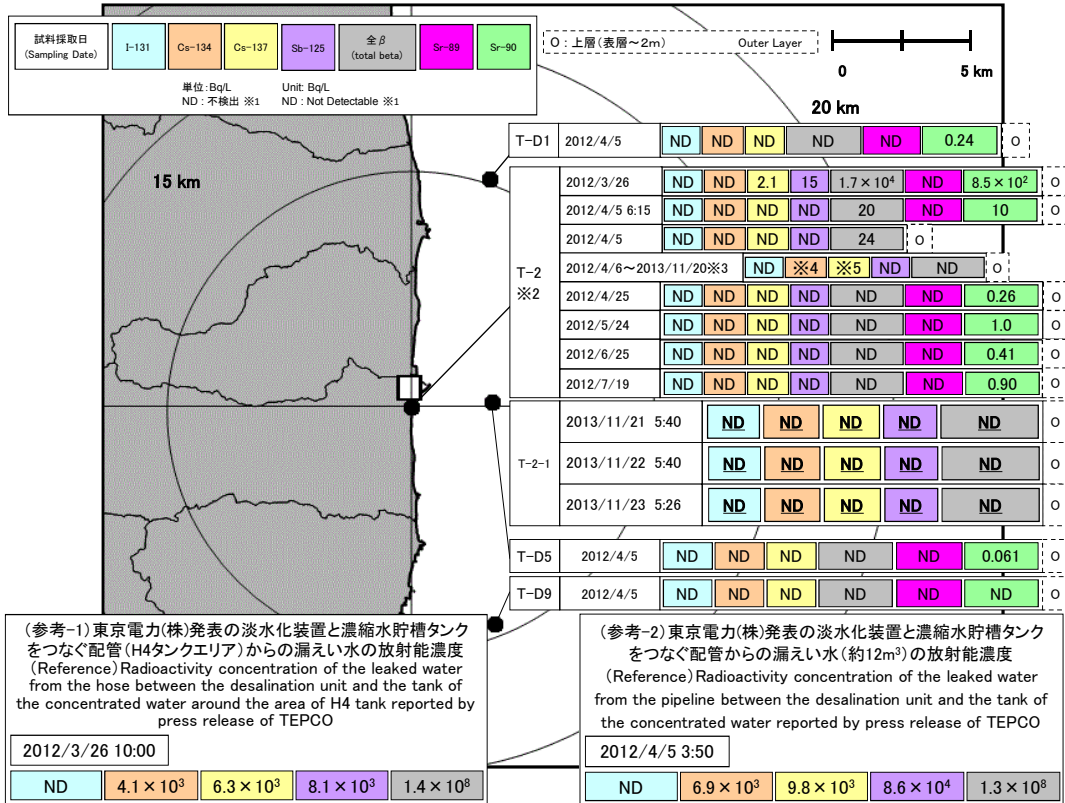 試料採取日
(Sampling Date)
I-131
Cs-134
Cs-137
Sb-125
全β
(total beta)
Sr-89
Sr-90
単位:Bq/L Unit: Bq/L
ND : 不検出 ※1 ND : Not Detectable ※1
O : 上層(表層～2m) Outer Layer
0 5 km
20 km
15 km
T-D1 2012/4/5 ND ND ND ND ND 0.24 O
T-2
※2
2012/3/26 ND ND 2.1 15 1.7×10⁴ ND 8.5×10² O
2012/4/5 6:15 ND ND ND ND 20 ND 10 O
2012/4/5 ND ND ND ND 24 O
2012/4/6～2013/11/20※3 ND ※4 ※5 ND ND O
2012/4/25 ND ND ND ND ND ND 0.26 O
2012/5/24 ND ND ND ND ND ND 1.0 O
2012/6/25 ND ND ND ND ND ND 0.41 O
2012/7/19 ND ND ND ND ND ND 0.90 O
T-2-1
2013/11/21 5:40 ND ND ND ND ND O
2013/11/22 5:40 ND ND ND ND ND O
2013/11/23 5:26 ND ND ND ND ND O
T-D5 2012/4/5 ND ND ND ND ND 0.061 O
T-D9 2012/4/5 ND ND ND ND ND ND O
(参考-1)東京電力(株)発表の淡水化装置と濃縮水貯槽タンク
をつなぐ配管(H4タンクエリア)からの漏えい水の放射能濃度
(Reference)Radioactivity concentration of the leaked water
from the hose between the desalination unit and the tank of
the concentrated water around the area of H4 tank reported by
press release of TEPCO
2012/3/26 10:00
ND 4.1×10³ 6.3×10³ 8.1×10³ 1.4×10⁸
(参考-2)東京電力(株)発表の淡水化装置と濃縮水貯槽タンク
をつなぐ配管からの漏えい水(約12m³)の放射能濃度
(Reference)Radioactivity concentration of the leaked water
from the pipeline between the desalination unit and the tank of
the concentrated water reported by press release of TEPCO
2012/4/5 3:50
ND 6.9×10³ 9.8×10³ 8.6×10⁴ 1.3×10⁸